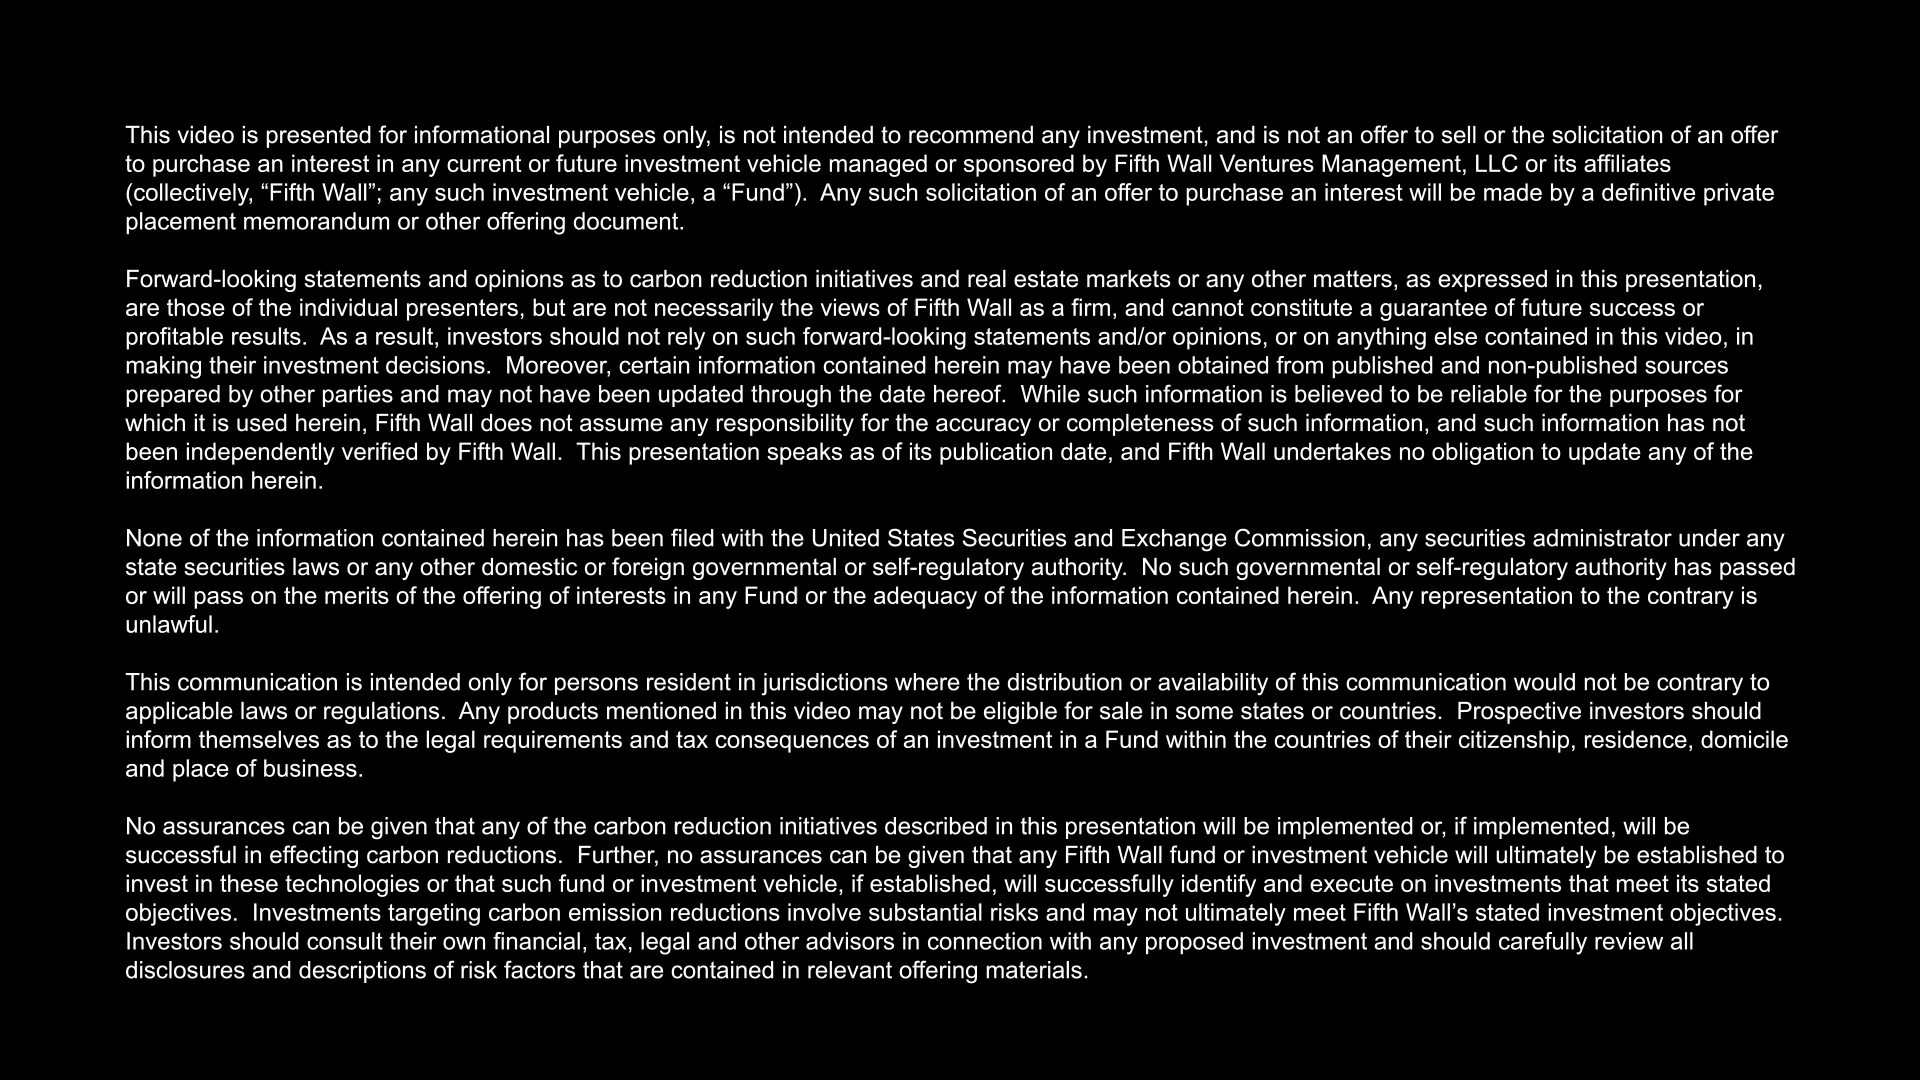 This video is presented for informational purposes only, is not intended to recommend any investment, and is not an offer to sell or the solicitation of an offer
to purchase an interest in any current or future investment vehicle managed or sponsored by Fifth Wall Ventures Management, LLC or its affiliates
(collectively, “Fifth Wall”; any such investment vehicle, a “Fund”).  Any such solicitation of an offer to purchase an interest will be made by a definitive private
placement memorandum or other offering document.
Forward-looking statements and opinions as to carbon reduction initiatives and real estate markets or any other matters, as expressed in this presentation,
are those of the individual presenters, but are not necessarily the views of Fifth Wall as a firm, and cannot constitute a guarantee of future success or
profitable results.  As a result, investors should not rely on such forward-looking statements and/or opinions, or on anything else contained in this video, in
making their investment decisions.  Moreover, certain information contained herein may have been obtained from published and non-published sources
prepared by other parties and may not have been updated through the date hereof.  While such information is believed to be reliable for the purposes for
which it is used herein, Fifth Wall does not assume any responsibility for the accuracy or completeness of such information, and such information has not
been independently verified by Fifth Wall.  This presentation speaks as of its publication date, and Fifth Wall undertakes no obligation to update any of the
information herein.
None of the information contained herein has been filed with the United States Securities and Exchange Commission, any securities administrator under any
state securities laws or any other domestic or foreign governmental or self-regulatory authority.  No such governmental or self-regulatory authority has passed
or will pass on the merits of the offering of interests in any Fund or the adequacy of the information contained herein.  Any representation to the contrary is
unlawful.
This communication is intended only for persons resident in jurisdictions where the distribution or availability of this communication would not be contrary to
applicable laws or regulations.  Any products mentioned in this video may not be eligible for sale in some states or countries.  Prospective investors should
inform themselves as to the legal requirements and tax consequences of an investment in a Fund within the countries of their citizenship, residence, domicile
and place of business.
No assurances can be given that any of the carbon reduction initiatives described in this presentation will be implemented or, if implemented, will be
successful in effecting carbon reductions.  Further, no assurances can be given that any Fifth Wall fund or investment vehicle will ultimately be established to
invest in these technologies or that such fund or investment vehicle, if established, will successfully identify and execute on investments that meet its stated
objectives.  Investments targeting carbon emission reductions involve substantial risks and may not ultimately meet Fifth Wall’s stated investment objectives.
Investors should consult their own financial, tax, legal and other advisors in connection with any proposed investment and should carefully review all
disclosures and descriptions of risk factors that are contained in relevant offering materials.